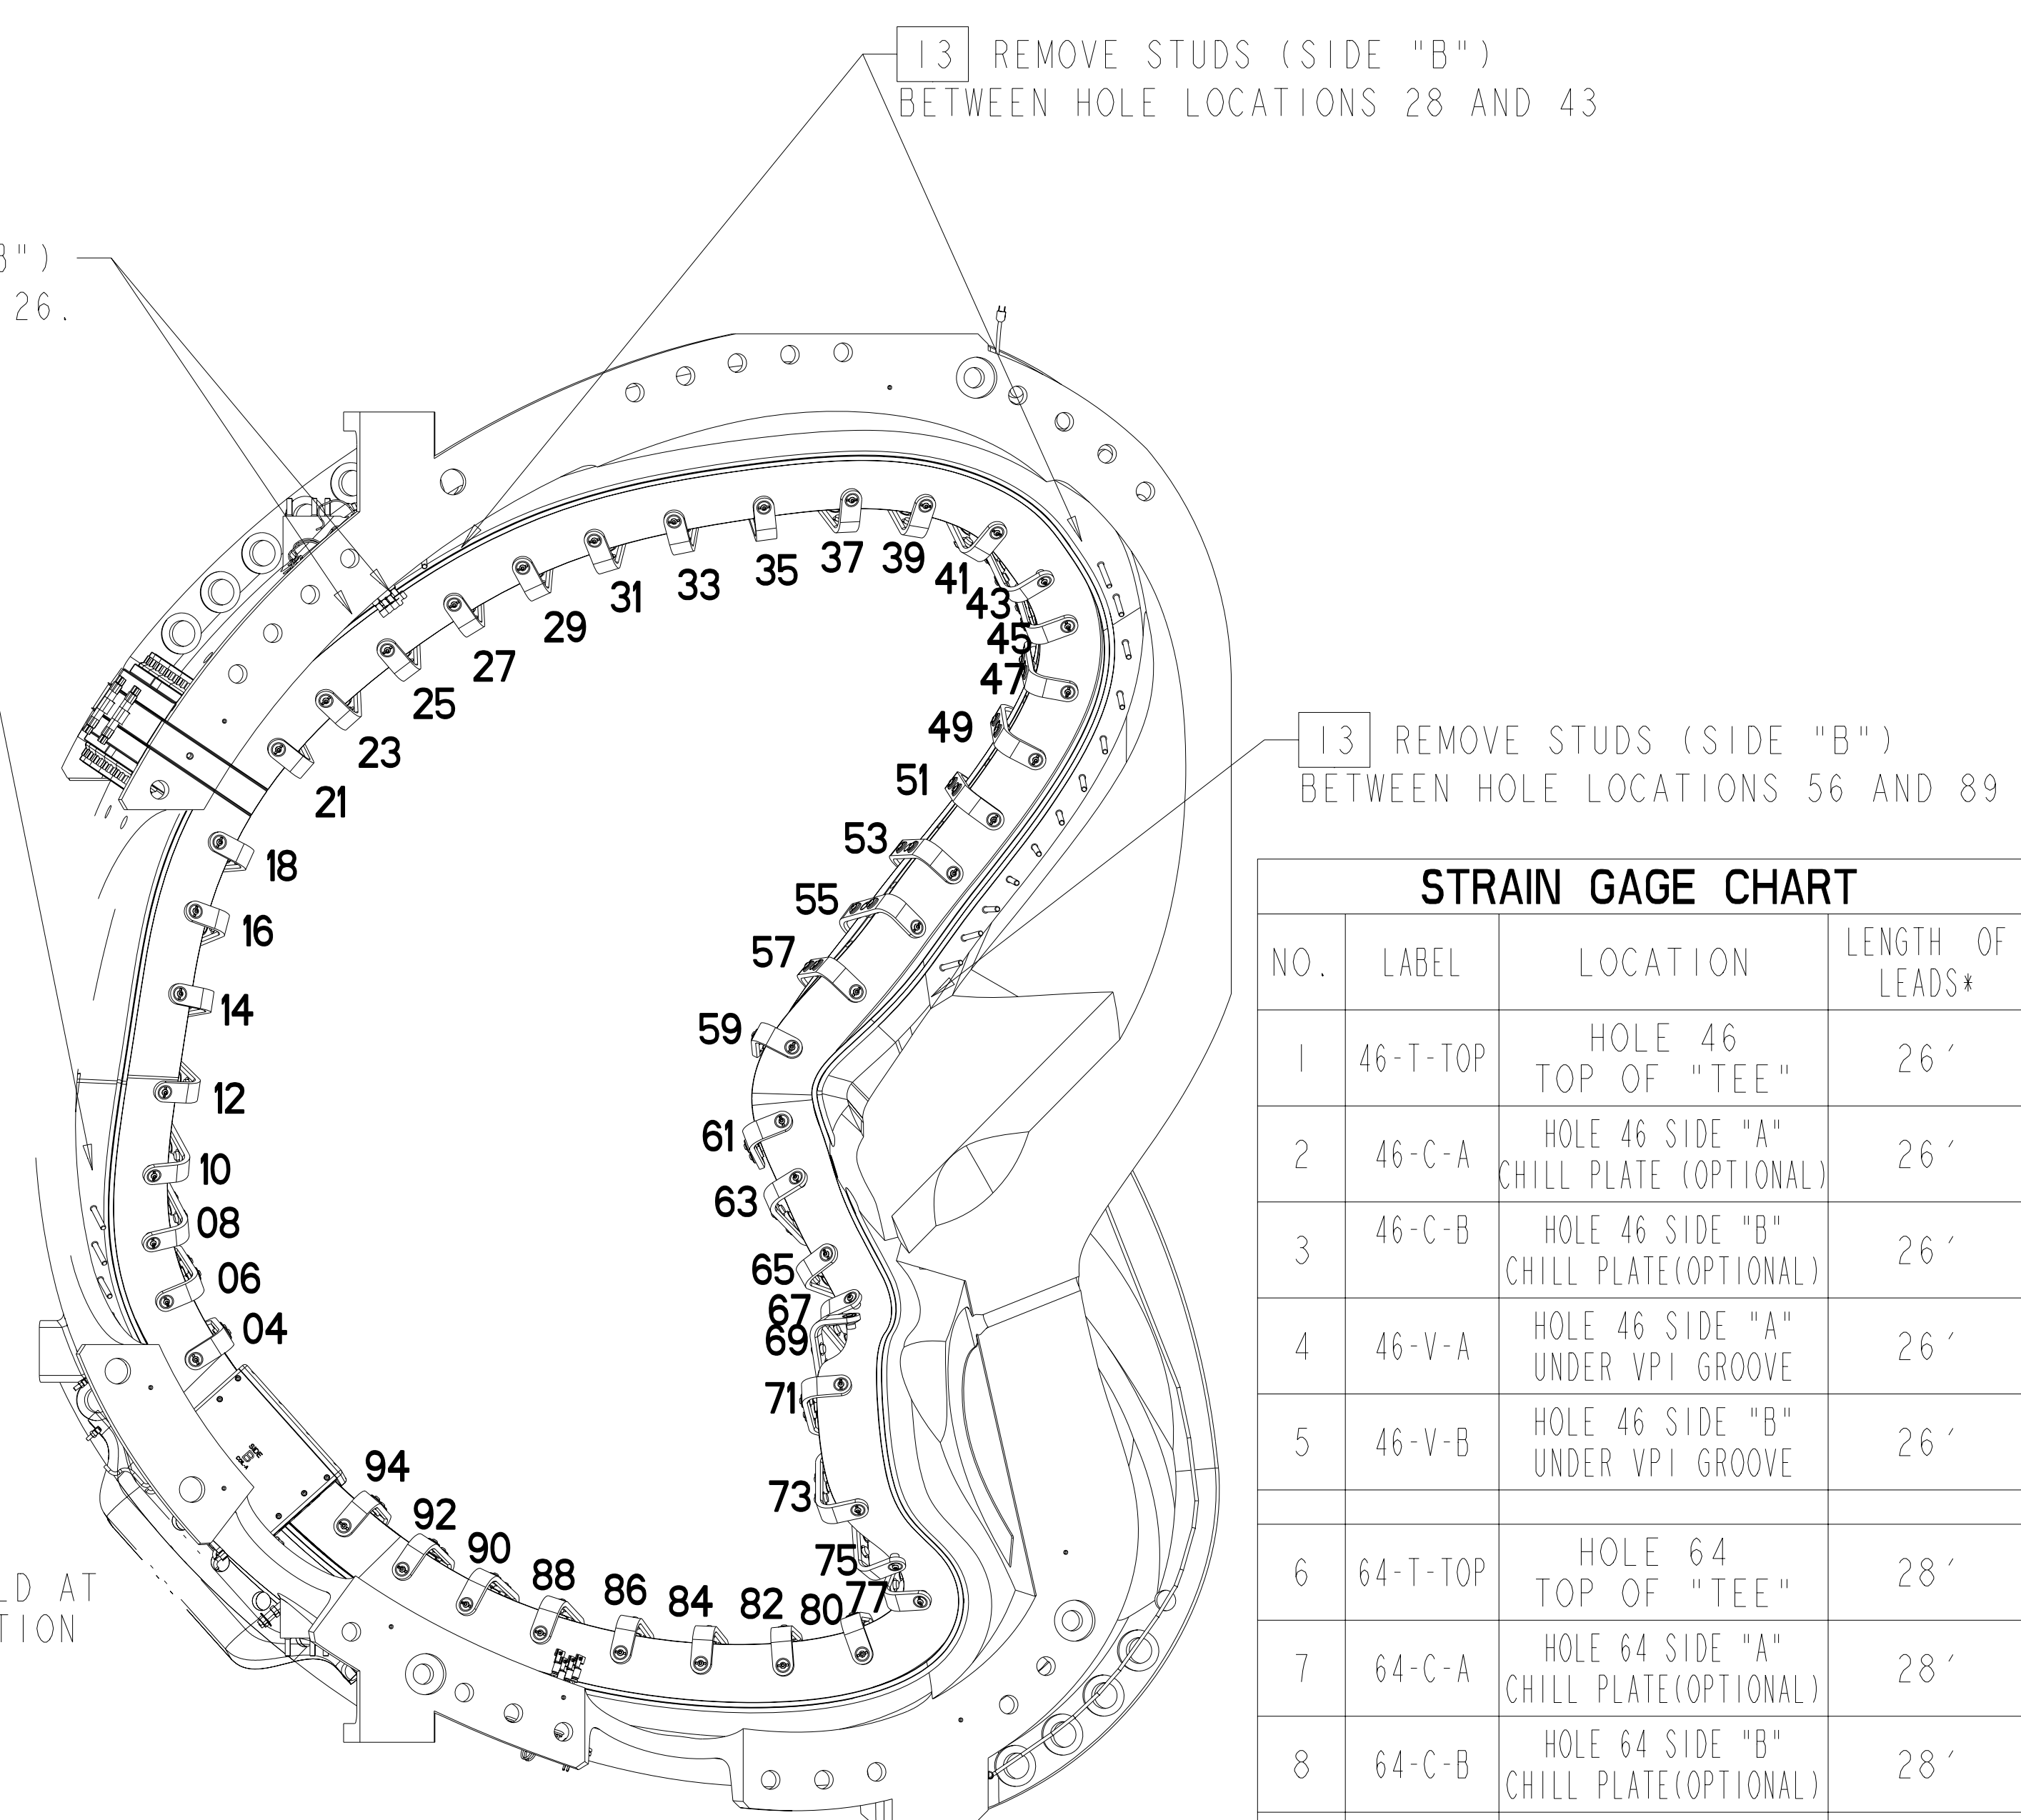 13 REMOVE STUDS (SIDE "B")
BETWEEN HOLE LOCATIONS 28 AND 43
B")
26.
35
37
39
41
33
31
43
29
45
27
47
25
49
23
51
21
53
18
55
16
57
14
59
12
61
10
63
08
65
06
67
04
69
71
94
73
92
90
75
88
86
84
82
80
77
LD AT
TION
13 REMOVE STUDS (SIDE "B")
BETWEEN HOLE LOCATIONS 56 AND 89
STRAIN GAGE CHART
NO. LABEL LOCATION LENGTH OF LEADS*
1 46-T-TOP HOLE 46 TOP OF "TEE" 26'
2 46-C-A HOLE 46 SIDE "A" CHILL PLATE (OPTIONAL) 26'
3 46-C-B HOLE 46 SIDE "B" CHILL PLATE(OPTIONAL) 26'
4 46-V-A HOLE 46 SIDE "A" UNDER VPI GROOVE 26'
5 46-V-B HOLE 46 SIDE "B" UNDER VPI GROOVE 26'
6 64-T-TOP HOLE 64 TOP OF "TEE" 28'
7 64-C-A HOLE 64 SIDE "A" CHILL PLATE(OPTIONAL) 28'
8 64-C-B HOLE 64 SIDE "B" CHILL PLATE(OPTIONAL) 28'